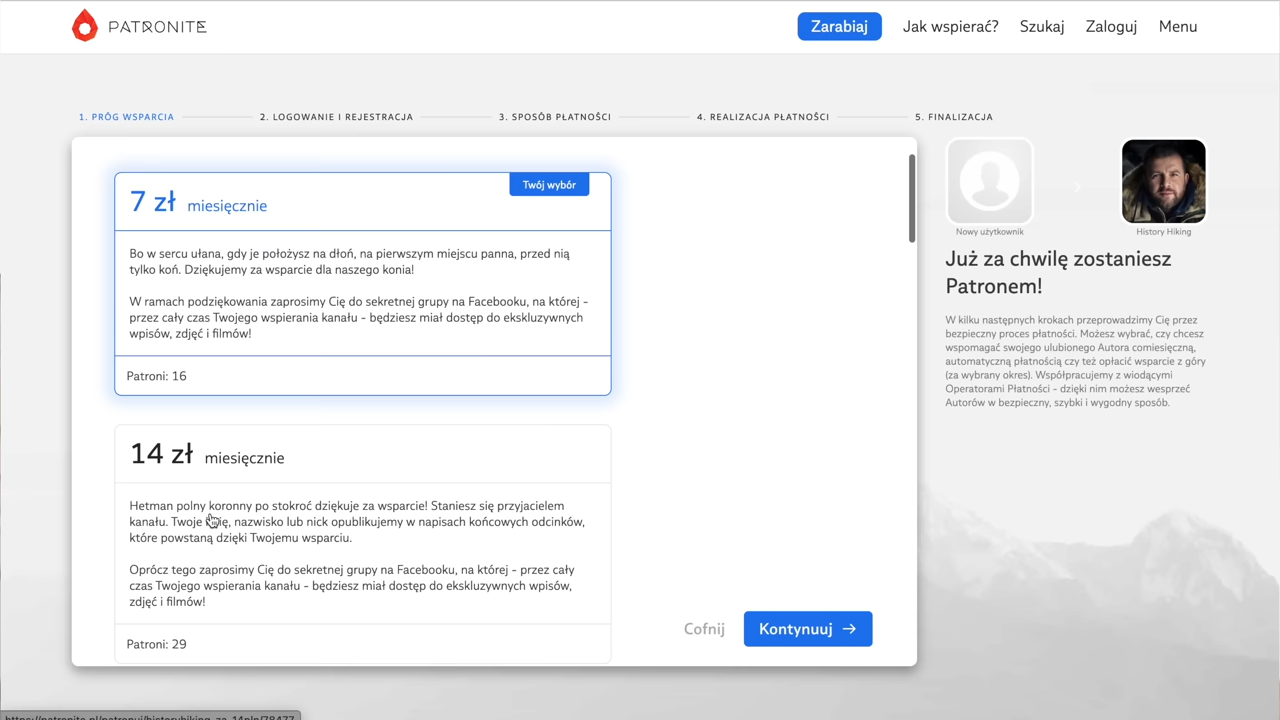 PATRONITE
Zarabiaj
Jak wspierać?
Szukaj
Zaloguj
Menu
1. PRÓG WSPARCIA
2. LOGOWANIE I REJESTRACJA
3. SPOSÓB PŁATNOŚCI
4. REALIZACJA PŁATNOŚCI
5. FINALIZACJA
7 zł miesięcznie
Twój wybór
Bo w sercu ułana, gdy je położysz na dłoń, na pierwszym miejscu panna, przed nią
tylko koń. Dziękujemy za wsparcie dla naszego konia!
W ramach podziękowania zaprosimy Cię do sekretnej grupy na Facebooku, na której -
przez cały czas Twojego wspierania kanału - będziesz miał dostęp do ekskluzywnych
wpisów, zdjęć i filmów!
Patroni: 16
14 zł miesięcznie
Hetman polny koronny po stokroć dziękuje za wsparcie! Staniesz się przyjacielem
kanału. Twoje imię, nazwisko lub nick opublikujemy w napisach końcowych odcinków,
które powstaną dzięki Twojemu wsparciu.
Oprócz tego zaprosimy Cię do sekretnej grupy na Facebooku, na której - przez cały
czas Twojego wspierania kanału - będziesz miał dostęp do ekskluzywnych wpisów,
zdjęć i filmów!
Patroni: 29
Cofnij
Kontynuuj
Nowy użytkownik
History Hiking
Już za chwilę zostaniesz
Patronem!
W kilku następnych krokach przeprowadzimy Cię przez
bezpieczny proces płatności. Możesz wybrać, czy chcesz
wspomagać swojego ulubionego Autora comiesięczną,
automatyczną płatnością czy też opłacić wsparcie z góry
(za wybrany okres). Współpracujemy z wiodącymi
Operatorami Płatności - dzięki nim możesz wesprzeć
Autorów w bezpieczny, szybki i wygodny sposób.